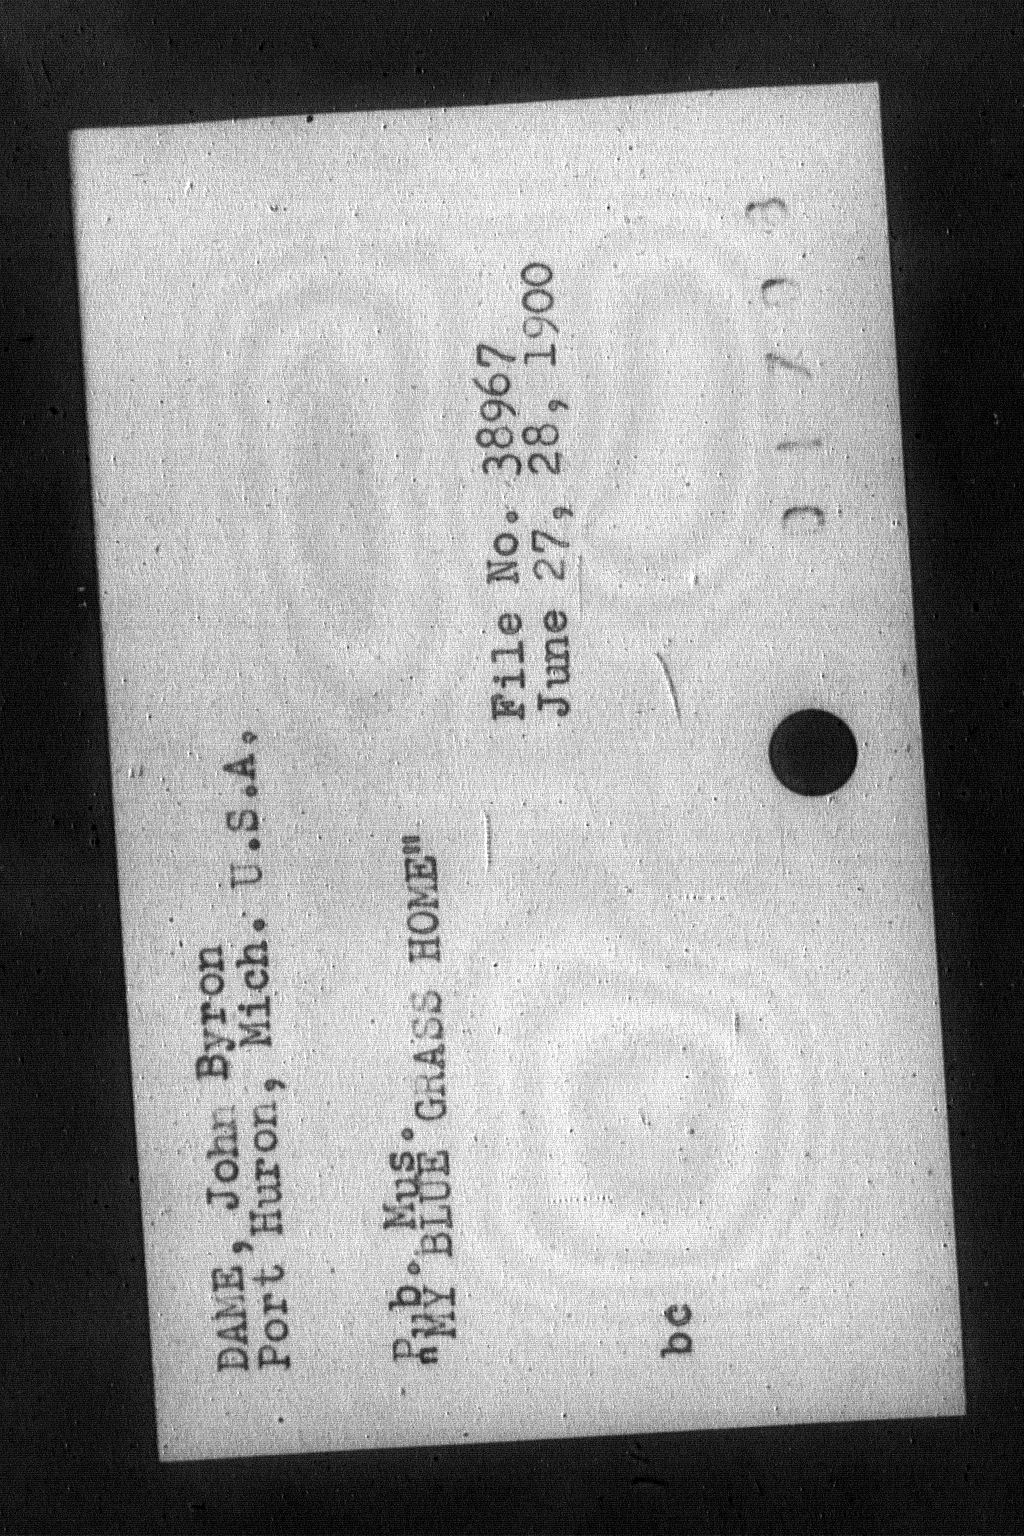 DAME, John Byron
Port Huron, Mich. U.S.A.
Pub. Mus.
"MY BLUE GRASS HOME"
File No. 38967
June 27, 28, 1900
bc